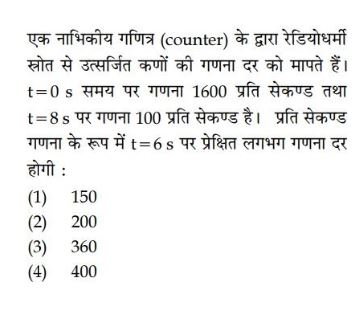 एक नाभिकीय गणित्र (counter) के द्वारा रेडियोधर्मी
स्रोत से उत्सर्जित कणों की गणना दर को मापते हैं।
t=0 s समय पर गणना 1600 प्रति सेकण्ड तथा
t=8 s पर गणना 100 प्रति सेकण्ड है। प्रति सेकण्ड
गणना के रूप में t=6 s पर प्रेक्षित लगभग गणना दर
होगी :
(1) 150
(2) 200
(3) 360
(4) 400